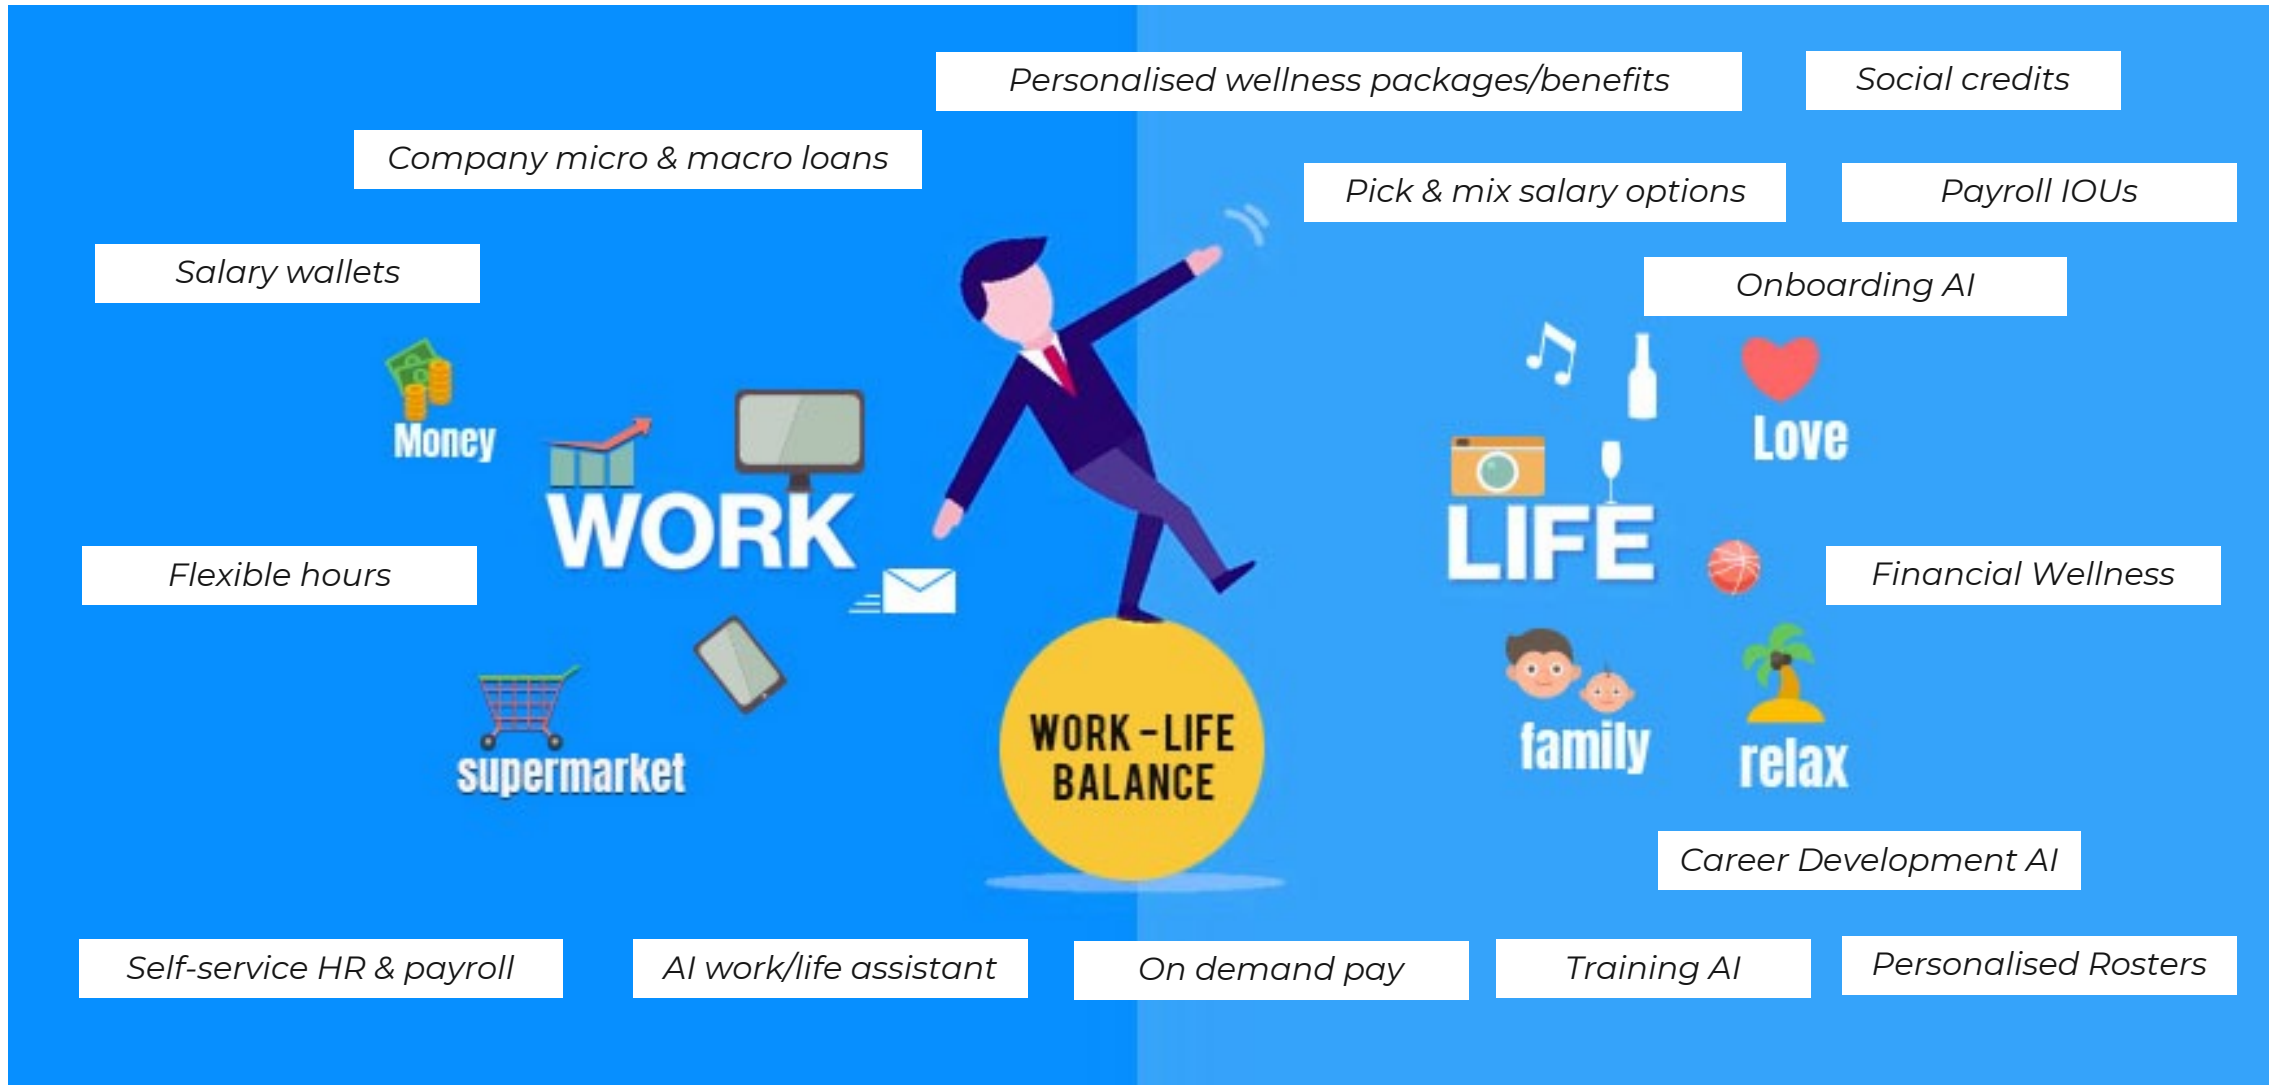 Personalised wellness packages/benefits
Social credits
Company micro & macro loans
Pick & mix salary options
Payroll IOUs
Salary wallets
Onboarding AI
Money
Love
WORK
LIFE
Flexible hours
Financial Wellness
supermarket
family
relax
WORK – LIFE
BALANCE
Career Development AI
Self-service HR & payroll
AI work/life assistant
On demand pay
Training AI
Personalised Rosters